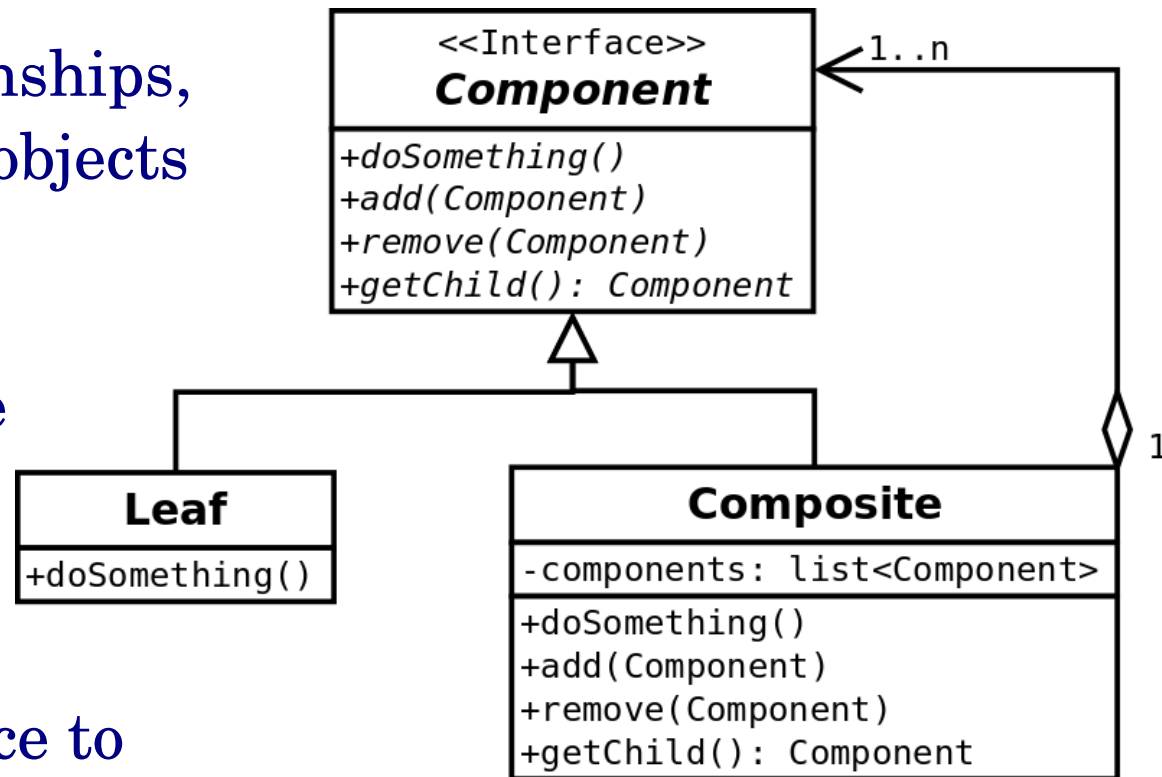 nships,
objects
e
ce to
<<Interface>>
Component
+doSomething()
+add(Component)
+remove(Component)
+getChild(): Component
1..n
1
Leaf
+doSomething()
Composite
-components: list<Component>
+doSomething()
+add(Component)
+remove(Component)
+getChild(): Component